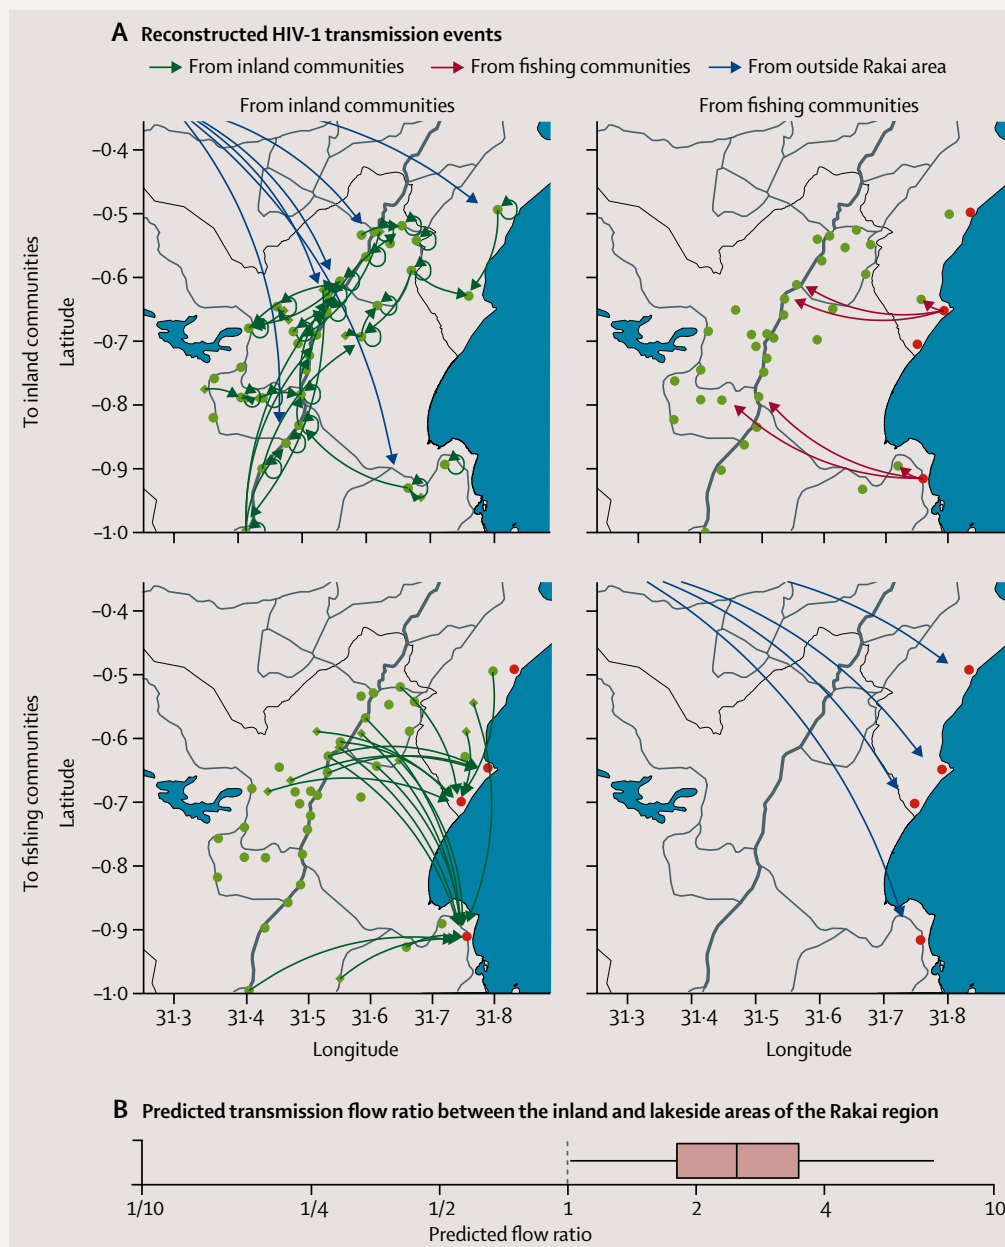 A Reconstructed HIV-1 transmission events
From inland communities From fishing communities From outside Rakai area
From inland communities From fishing communities
To inland communities
Latitude
−0·4
−0·5
−0·6
−0·7
−0·8
−0·9
−1·0
To fishing communities
Latitude
−0·4
−0·5
−0·6
−0·7
−0·8
−0·9
−1·0
31·3 31·4 31·5 31·6 31·7 31·8 31·3 31·4 31·5 31·6 31·7 31·8
Longitude Longitude
B Predicted transmission flow ratio between the inland and lakeside areas of the Rakai region
1/10 1/4 1/2 1 2 4 10
Predicted flow ratio